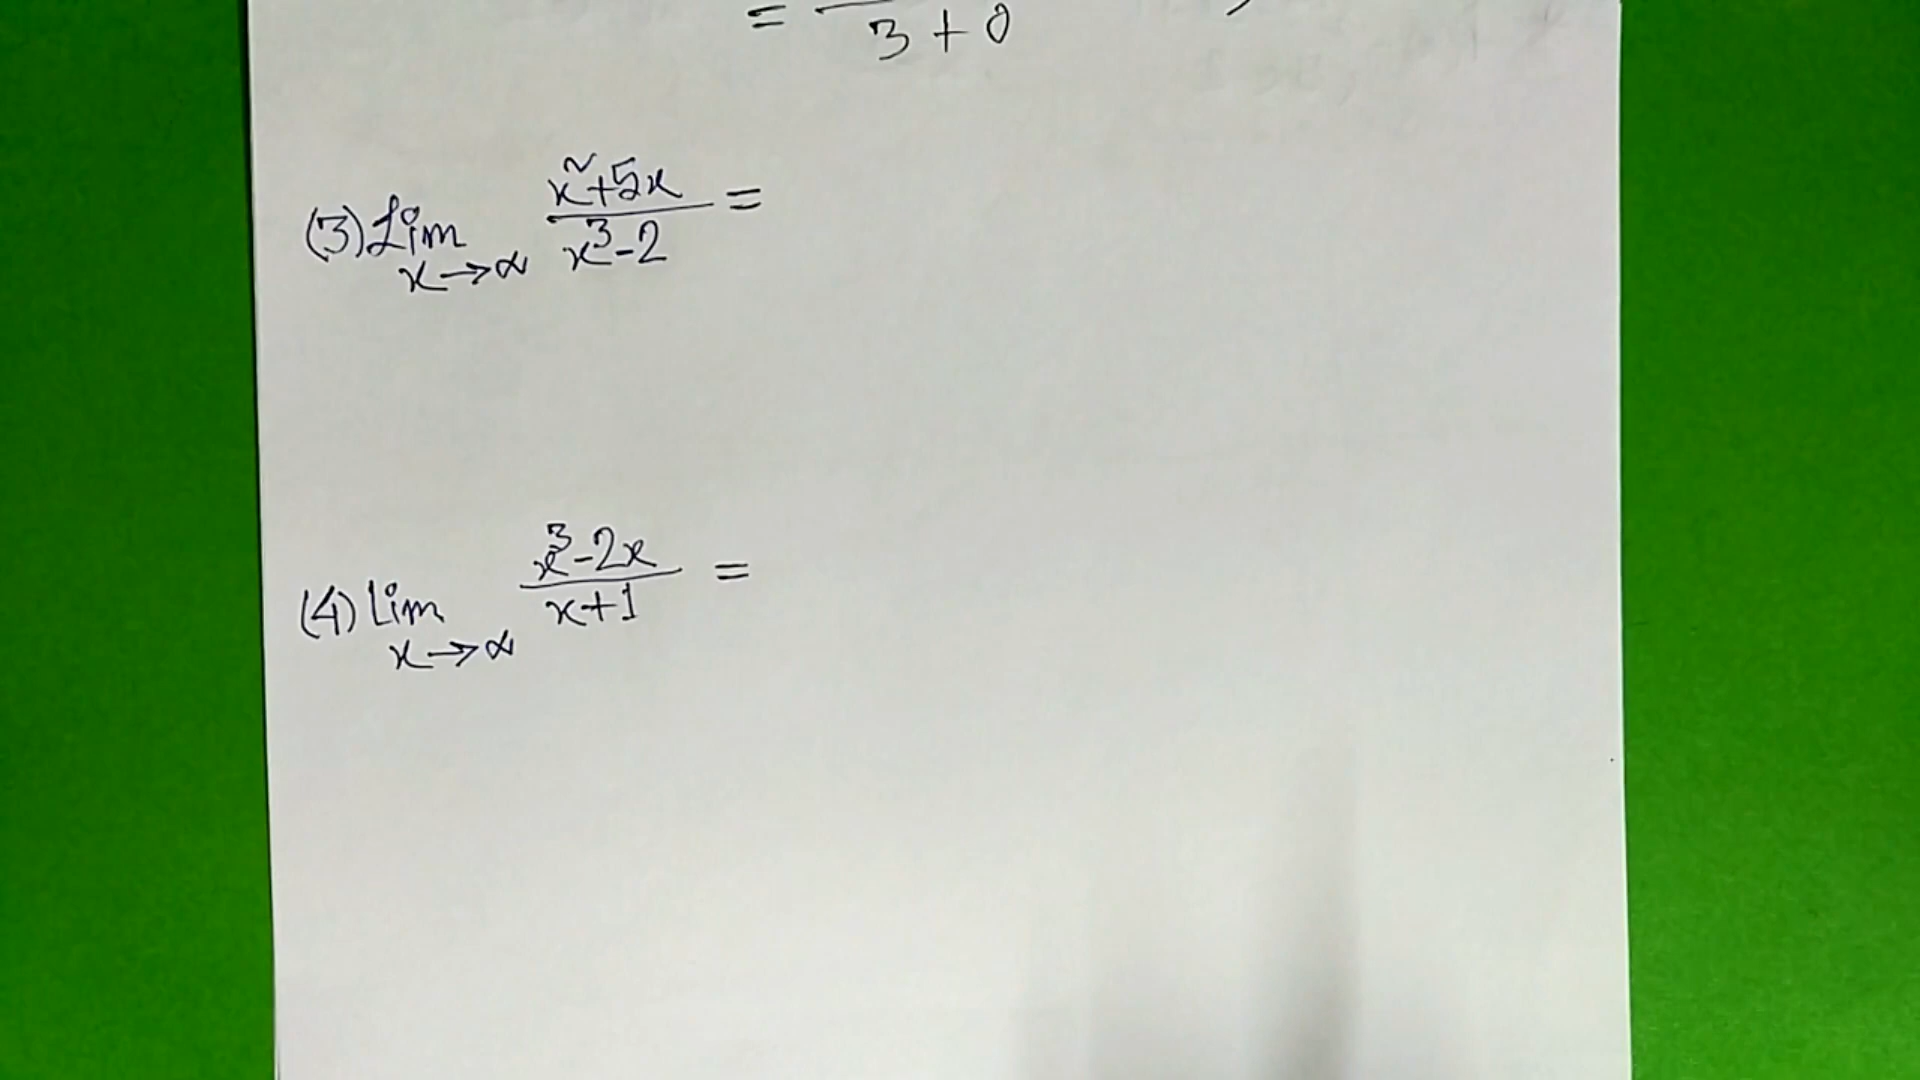 = 3 + 0
(3) Lim x→∞ x²+5x / x³-2 =
(4) Lim x→∞ x³-2x / x+1 =